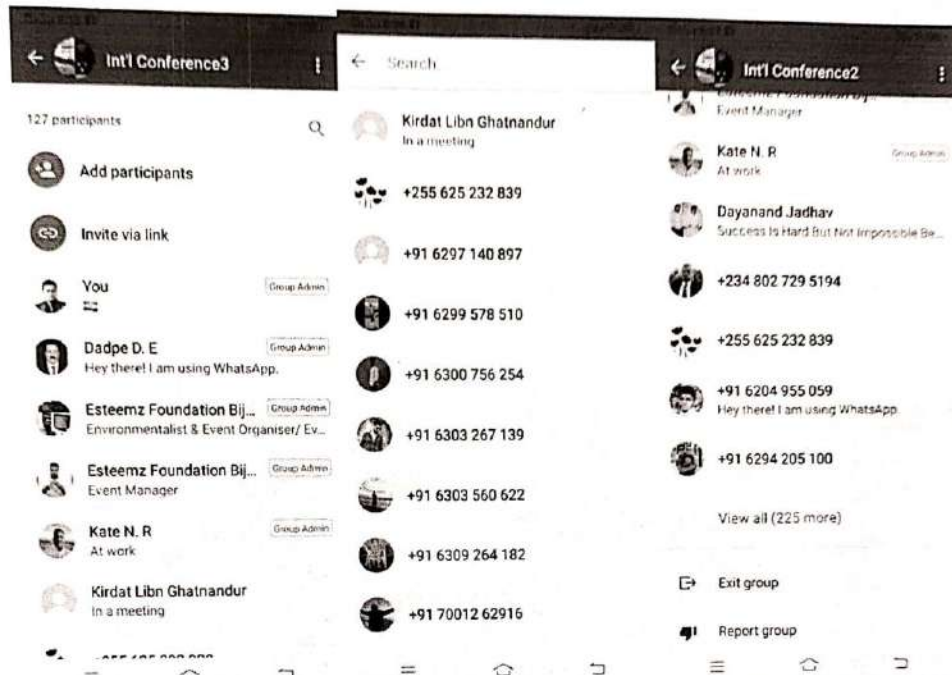 Int'l Conference3
127 participants
Add participants
Invite via link
You
Group Admin
Dadpe D. E
Group Admin
Hey there! I am using WhatsApp.
Esteemz Foundation Bij...
Group Admin
Environmentalist & Event Organiser/ Ev...
Esteemz Foundation Bij...
Group Admin
Event Manager
Kate N. R
Group Admin
At work
Kirdat Libn Ghatnandur
In a meeting
Search
Kirdat Libn Ghatnandur
In a meeting
+255 625 232 839
+91 6297 140 897
+91 6299 578 510
+91 6300 756 254
+91 6303 267 139
+91 6303 560 622
+91 6309 264 182
+91 70012 62916
Int'l Conference2
Event Manager
Kate N. R
Group Admin
At work
Dayanand Jadhav
Success Is Hard But Not Impossible Be...
+234 802 729 5194
+255 625 232 839
+91 6204 955 059
Hey there! I am using WhatsApp.
+91 6294 205 100
View all (225 more)
Exit group
Report group